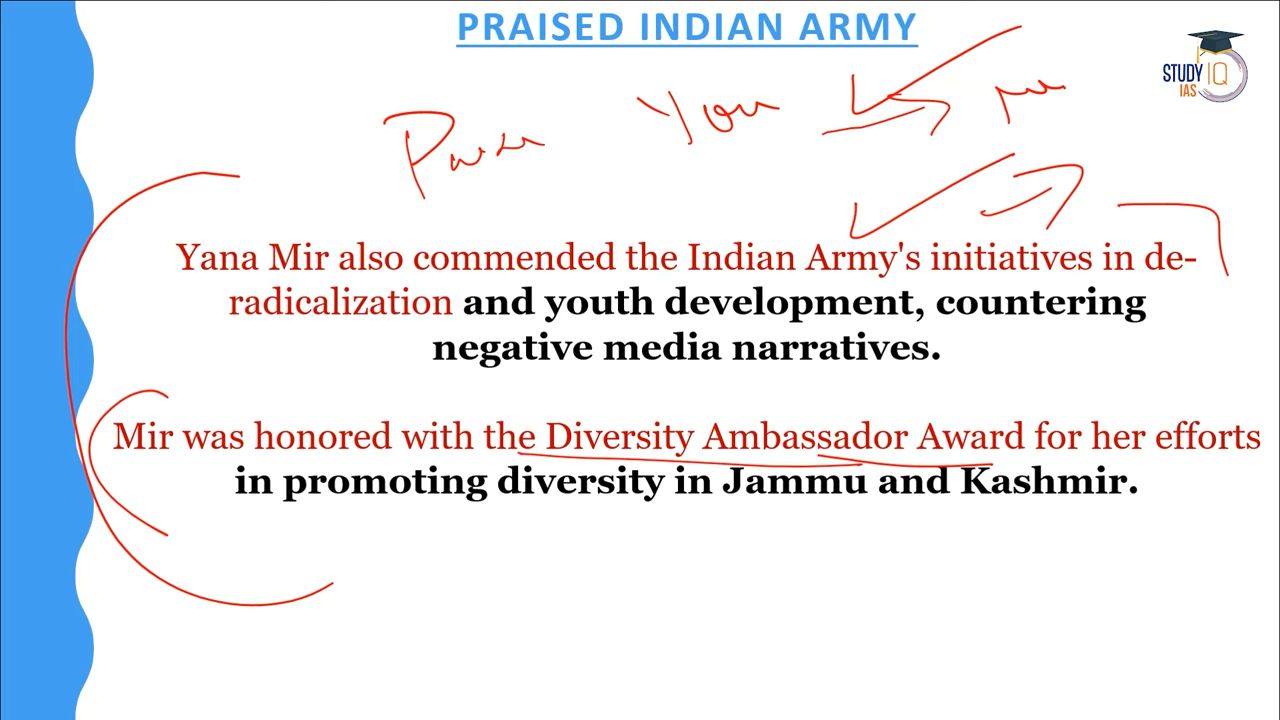 PRAISED INDIAN ARMY
STUDY IQ
IAS
You
Yana Mir also commended the Indian Army's initiatives in de-
radicalization and youth development, countering
negative media narratives.
Mir was honored with the Diversity Ambassador Award for her efforts
in promoting diversity in Jammu and Kashmir.